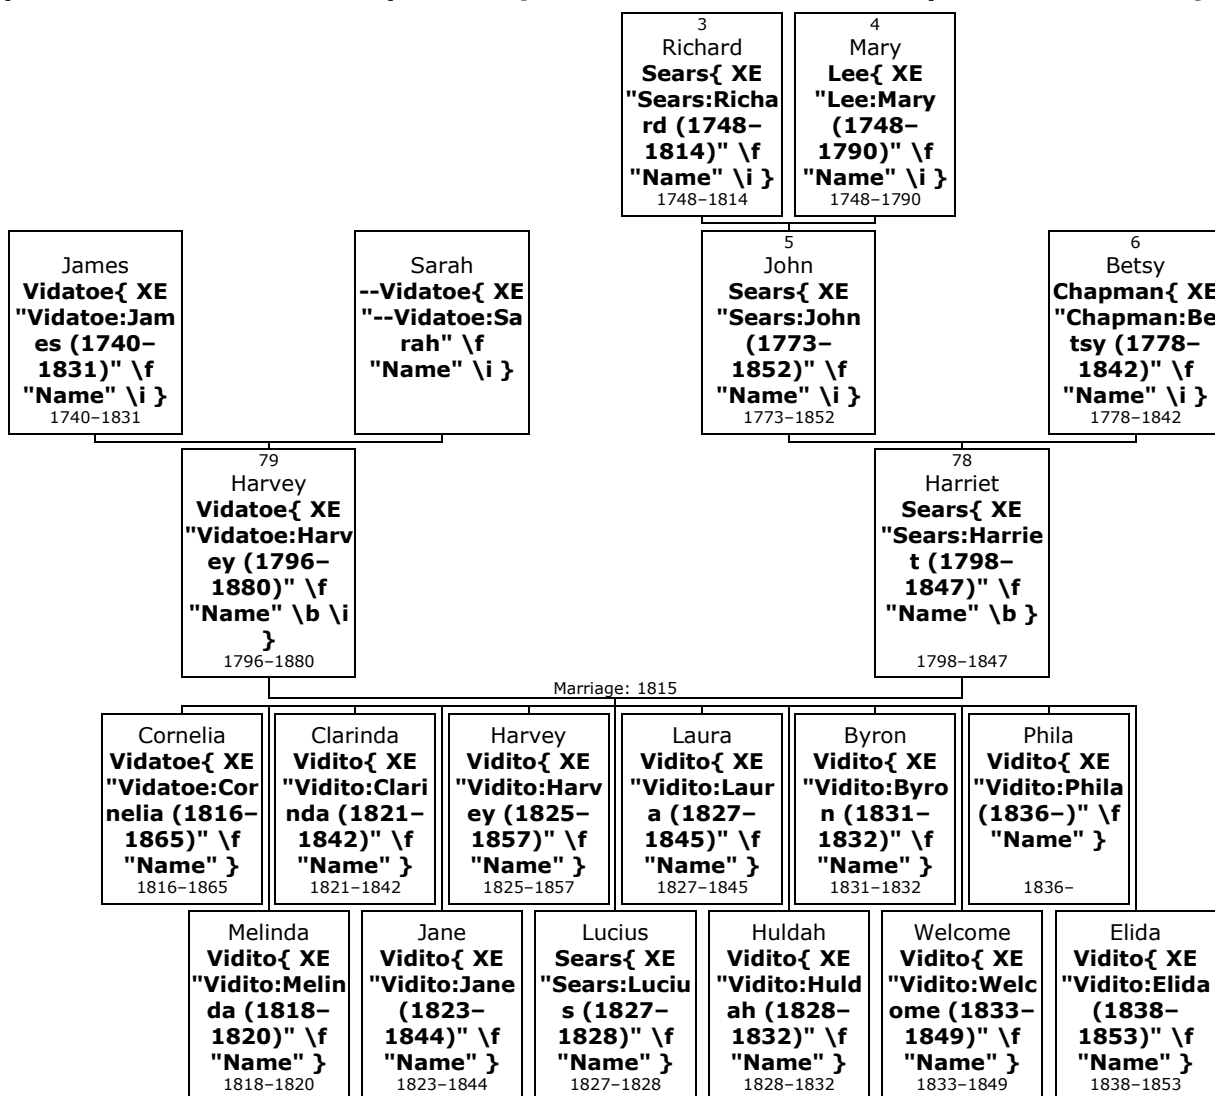 3
Richard
Sears{ XE
"Sears:Richa
rd (1748–
1814)" \f
"Name" \i }
1748–1814
4
Mary
Lee{ XE
"Lee:Mary
(1748–
1790)" \f
"Name" \i }
1748–1790
James
Vidatoe{ XE
"Vidatoe:Jam
es (1740–
1831)" \f
"Name" \i }
1740–1831
Sarah
--Vidatoe{ XE
"--Vidatoe:Sa
rah" \f
"Name" \i }
5
John
Sears{ XE
"Sears:John
(1773–
1852)" \f
"Name" \i }
1773–1852
6
Betsy
Chapman{ XE
"Chapman:Be
tsy (1778–
1842)" \f
"Name" \i }
1778–1842
79
Harvey
Vidatoe{ XE
"Vidatoe:Harv
ey (1796–
1880)" \f
"Name" \b \i
}
1796–1880
78
Harriet
Sears{ XE
"Sears:Harrie
t (1798–
1847)" \f
"Name" \b }
1798–1847
Marriage: 1815
Cornelia
Vidatoe{ XE
"Vidatoe:Cor
nelia (1816–
1865)" \f
"Name" }
1816–1865
Clarinda
Vidito{ XE
"Vidito:Clari
nda (1821–
1842)" \f
"Name" }
1821–1842
Harvey
Vidito{ XE
"Vidito:Harv
ey (1825–
1857)" \f
"Name" }
1825–1857
Laura
Vidito{ XE
"Vidito:Laur
a (1827–
1845)" \f
"Name" }
1827–1845
Byron
Vidito{ XE
"Vidito:Byro
n (1831–
1832)" \f
"Name" }
1831–1832
Phila
Vidito{ XE
"Vidito:Phila
(1836–)" \f
"Name" }
1836–
Melinda
Vidito{ XE
"Vidito:Melin
da (1818–
1820)" \f
"Name" }
1818–1820
Jane
Vidito{ XE
"Vidito:Jane
(1823–
1844)" \f
"Name" }
1823–1844
Lucius
Sears{ XE
"Sears:Luciu
s (1827–
1828)" \f
"Name" }
1827–1828
Huldah
Vidito{ XE
"Vidito:Huld
ah (1828–
1832)" \f
"Name" }
1828–1832
Welcome
Vidito{ XE
"Vidito:Welc
ome (1833–
1849)" \f
"Name" }
1833–1849
Elida
Vidito{ XE
"Vidito:Elida
(1838–
1853)" \f
"Name" }
1838–1853